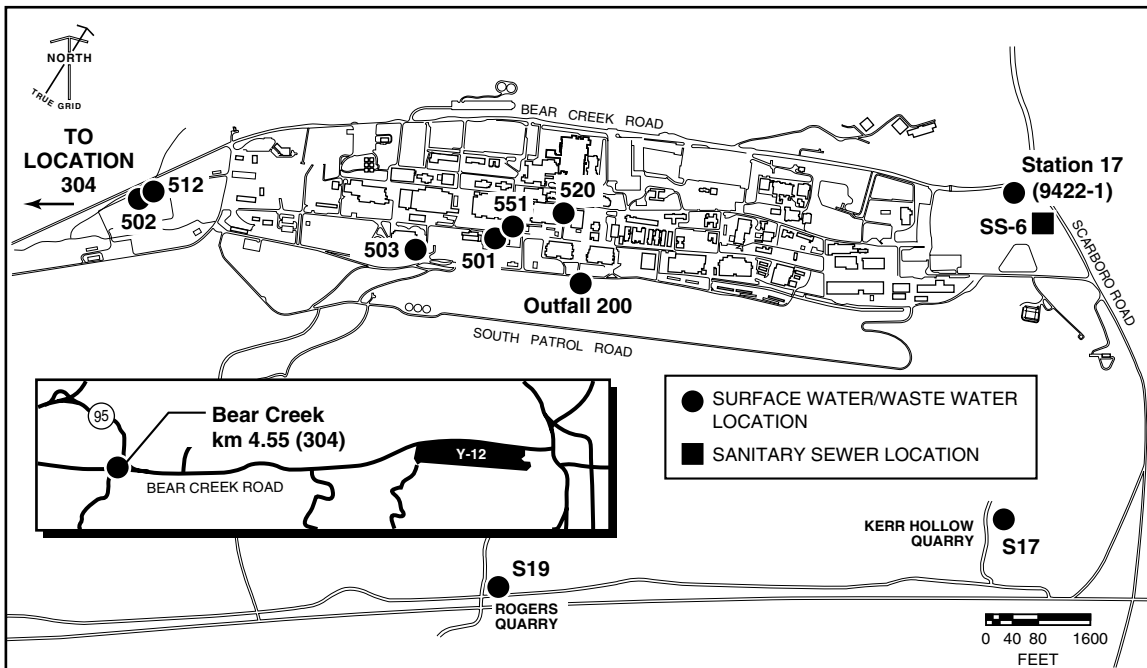 NORTH
TRUE GRID
TO
LOCATION
304
BEAR CREEK ROAD
512
502
503
501
551
520
Outfall 200
Station 17
(9422-1)
SS-6
SCARBORO ROAD
SOUTH PATROL ROAD
95
Bear Creek
km 4.55 (304)
Y-12
BEAR CREEK ROAD
SURFACE WATER/WASTE WATER
LOCATION
SANITARY SEWER LOCATION
KERR HOLLOW
QUARRY
S17
S19
ROGERS
QUARRY
0 40 80 1600
FEET